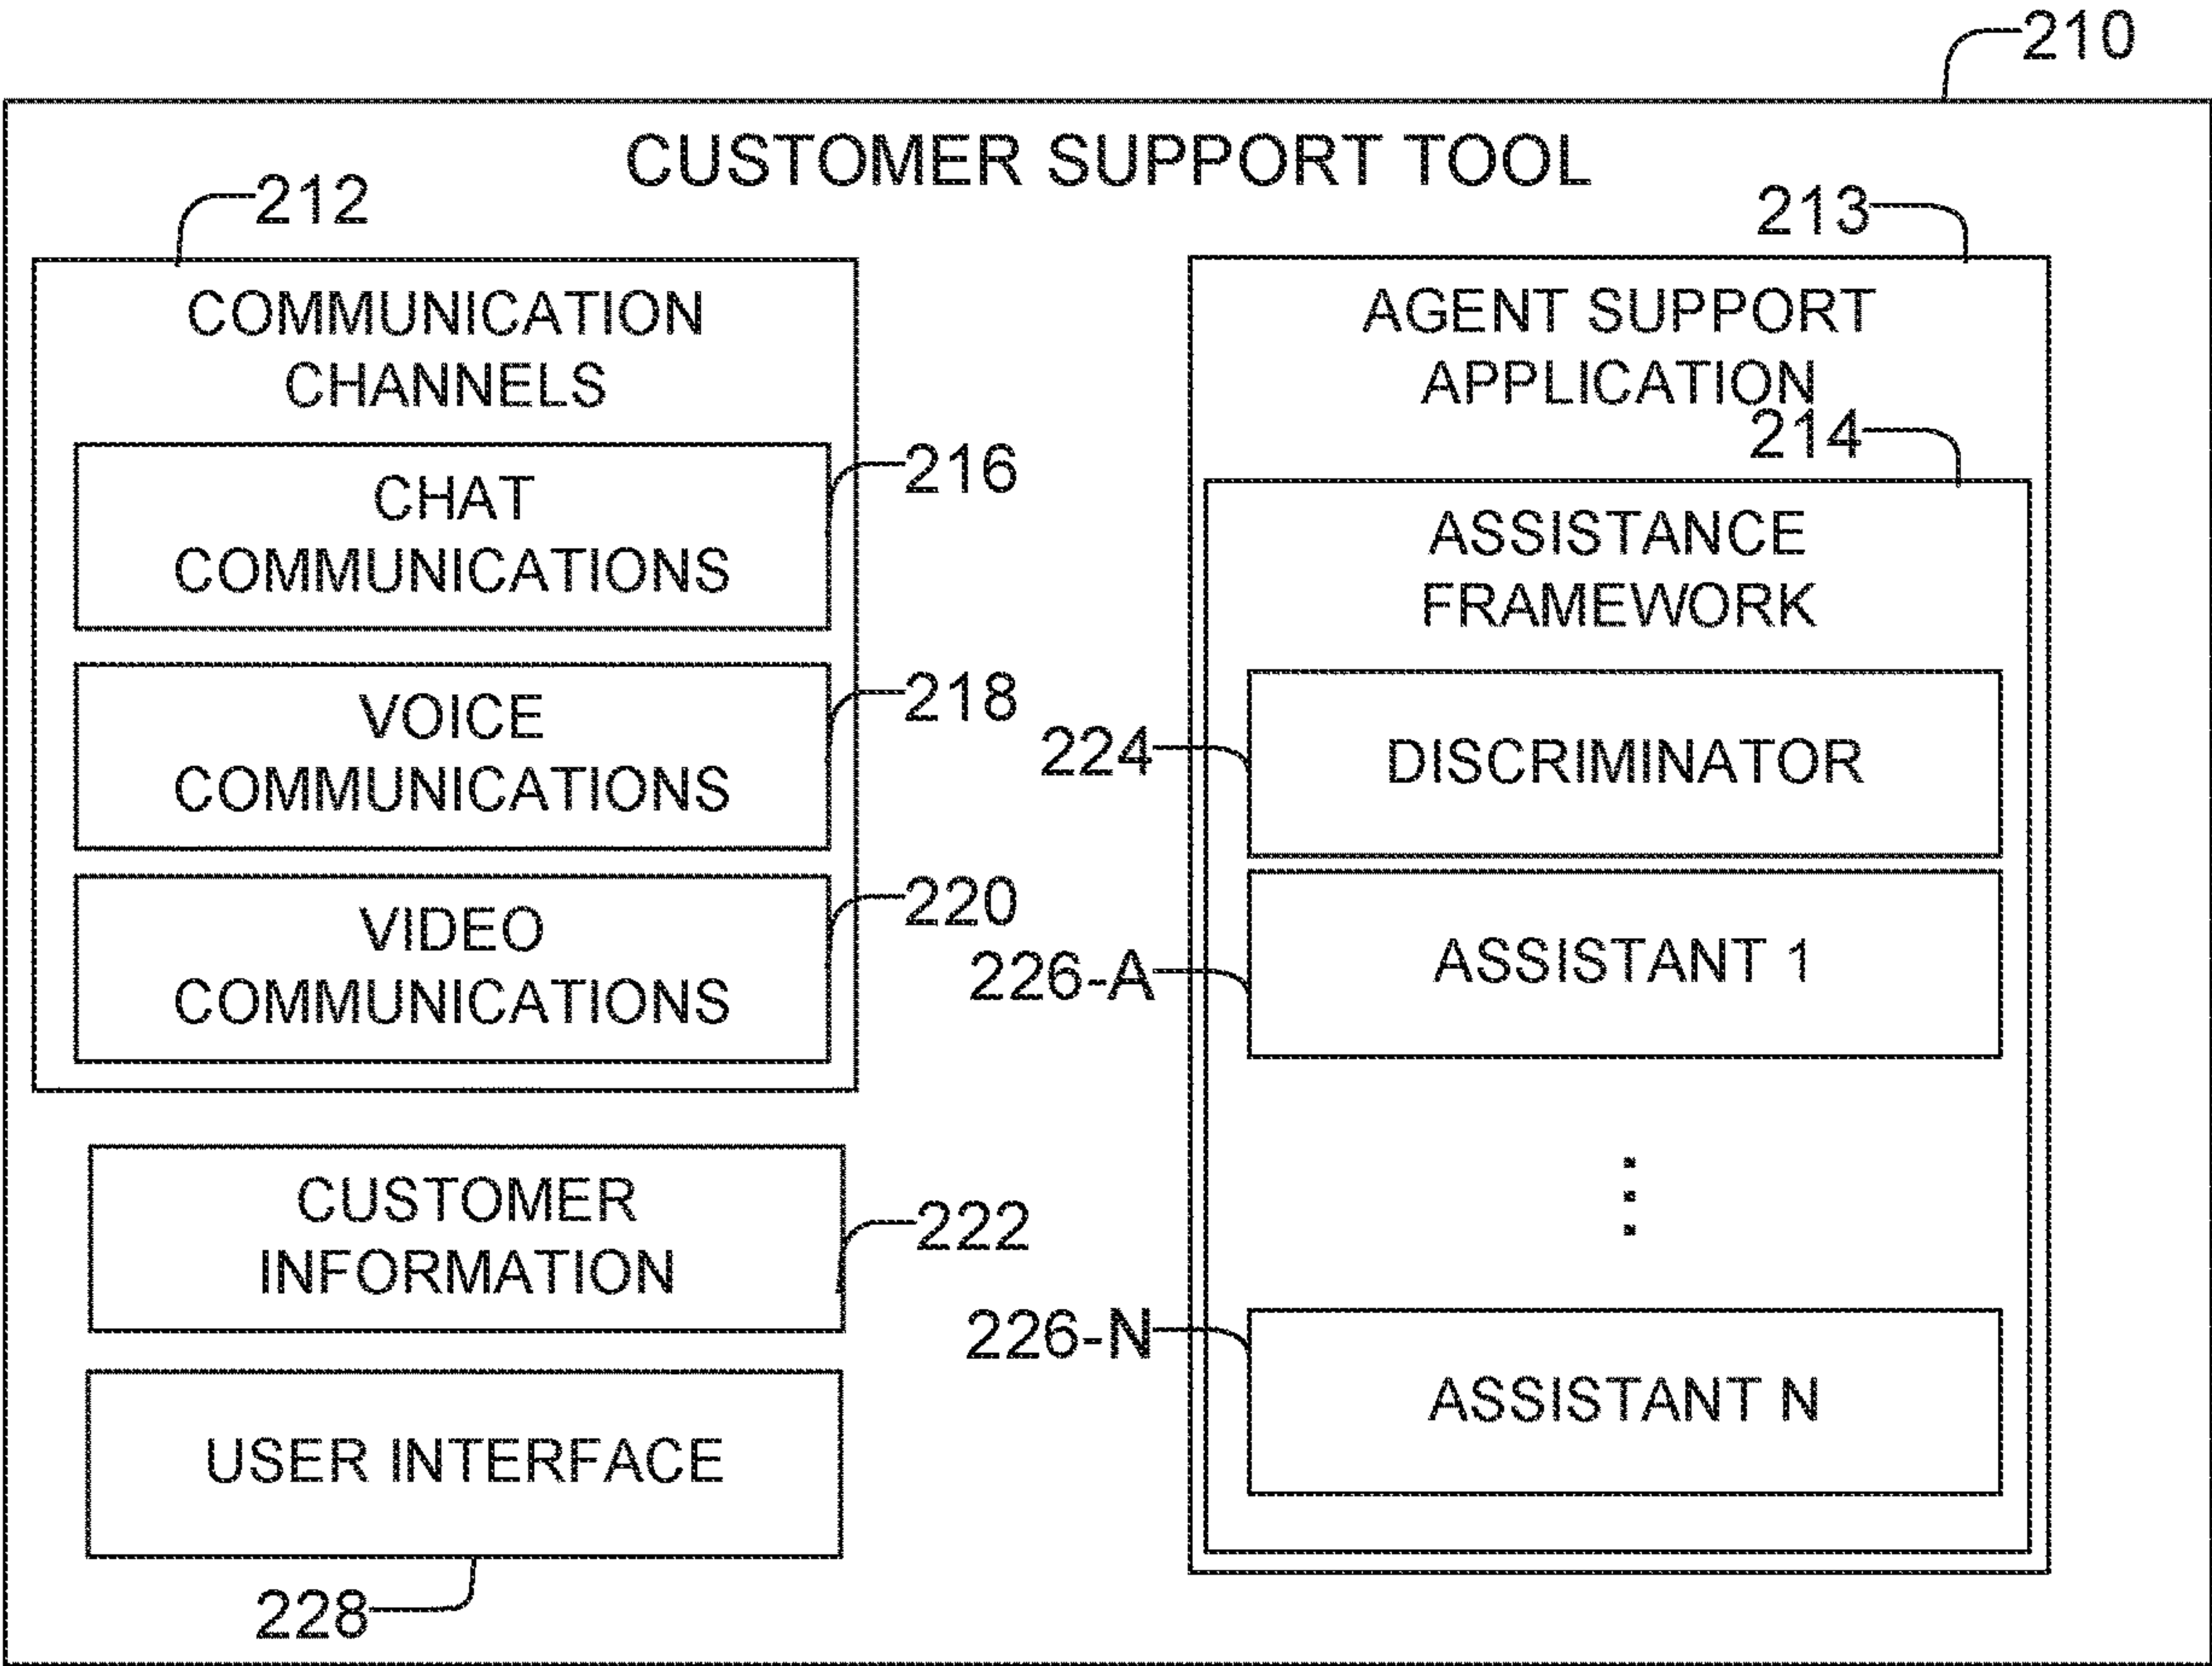 210
CUSTOMER SUPPORT TOOL
212
COMMUNICATION
CHANNELS
CHAT
COMMUNICATIONS
216
VOICE
COMMUNICATIONS
218
VIDEO
COMMUNICATIONS
220
CUSTOMER
INFORMATION
222
USER INTERFACE
228
213
AGENT SUPPORT
APPLICATION
214
ASSISTANCE
FRAMEWORK
224
DISCRIMINATOR
226-A
ASSISTANT 1
226-N
ASSISTANT N